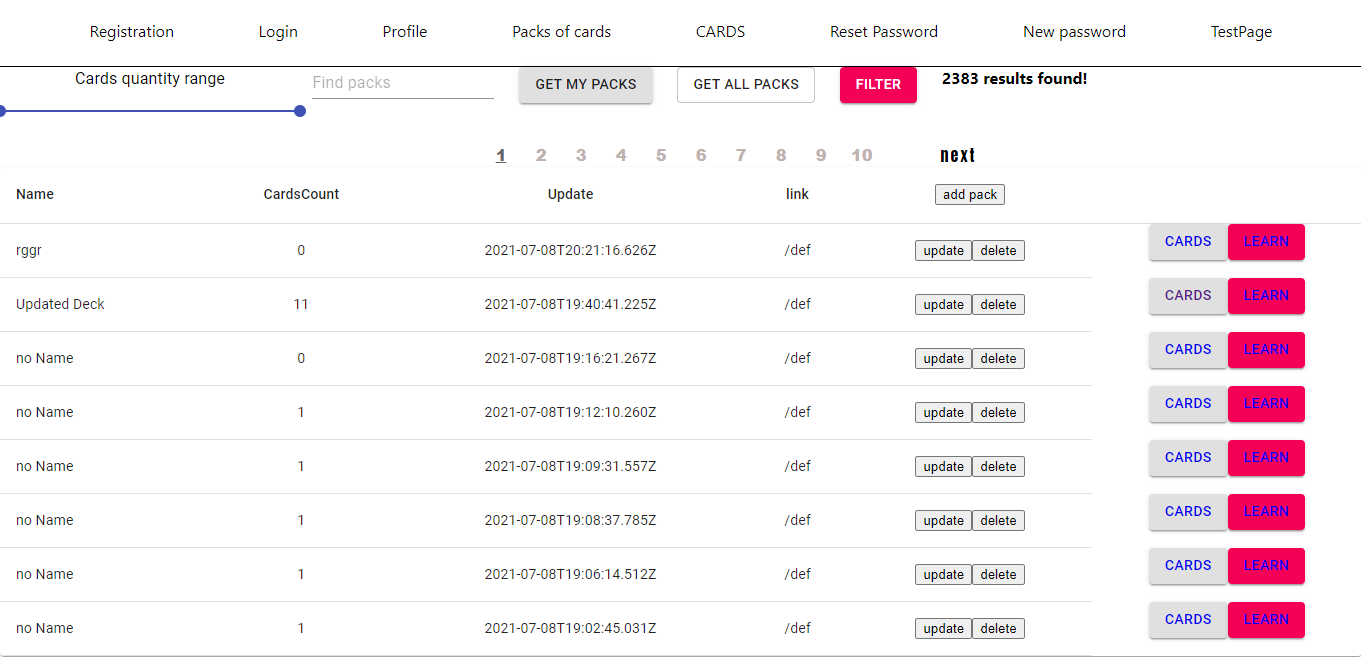 Registration Login Profile Packs of cards CARDS Reset Password New password TestPage
Cards quantity range Find packs GET MY PACKS GET ALL PACKS FILTER 2383 results found!
1 2 3 4 5 6 7 8 9 10 next
Name CardsCount Update link add pack
rggr 0 2021-07-08T20:21:16.626Z /def update delete CARDS LEARN
Updated Deck 11 2021-07-08T19:40:41.225Z /def update delete CARDS LEARN
no Name 0 2021-07-08T19:16:21.267Z /def update delete CARDS LEARN
no Name 1 2021-07-08T19:12:10.260Z /def update delete CARDS LEARN
no Name 1 2021-07-08T19:09:31.557Z /def update delete CARDS LEARN
no Name 1 2021-07-08T19:08:37.785Z /def update delete CARDS LEARN
no Name 1 2021-07-08T19:06:14.512Z /def update delete CARDS LEARN
no Name 1 2021-07-08T19:02:45.031Z /def update delete CARDS LEARN